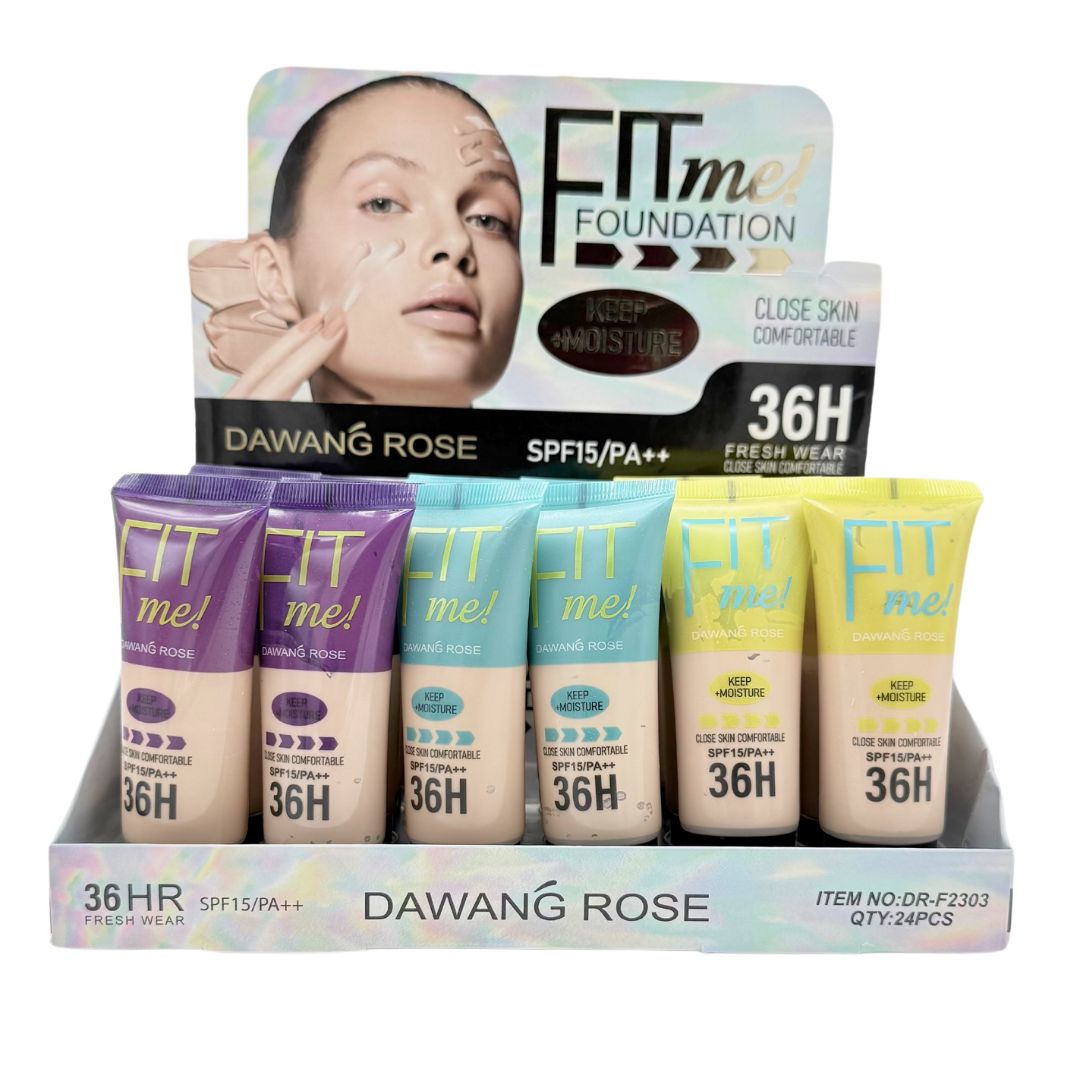 FIT me!
FOUNDATION
KEEP
+MOISTURE
CLOSE SKIN
COMFORTABLE
36H
FRESH WEAR
CLOSE SKIN COMFORTABLE
DAWANG ROSE
SPF15/PA++
FIT
me!
DAWANG ROSE
KEEP
+MOISTURE
CLOSE SKIN COMFORTABLE
SPF15/PA++
36H
FIT
me!
DAWANG ROSE
KEEP
+MOISTURE
CLOSE SKIN COMFORTABLE
SPF15/PA++
36H
FIT
me!
DAWANG ROSE
KEEP
+MOISTURE
CLOSE SKIN COMFORTABLE
SPF15/PA++
36H
FIT
me!
DAWANG ROSE
KEEP
+MOISTURE
CLOSE SKIN COMFORTABLE
SPF15/PA++
36H
FIT
me!
DAWANG ROSE
KEEP
+MOISTURE
CLOSE SKIN COMFORTABLE
SPF15/PA++
36H
FIT
me!
DAWANG ROSE
KEEP
+MOISTURE
CLOSE SKIN COMFORTABLE
SPF15/PA++
36H
36HR
FRESH WEAR
SPF15/PA++
DAWANG ROSE
ITEM NO:DR-F2303
QTY:24PCS